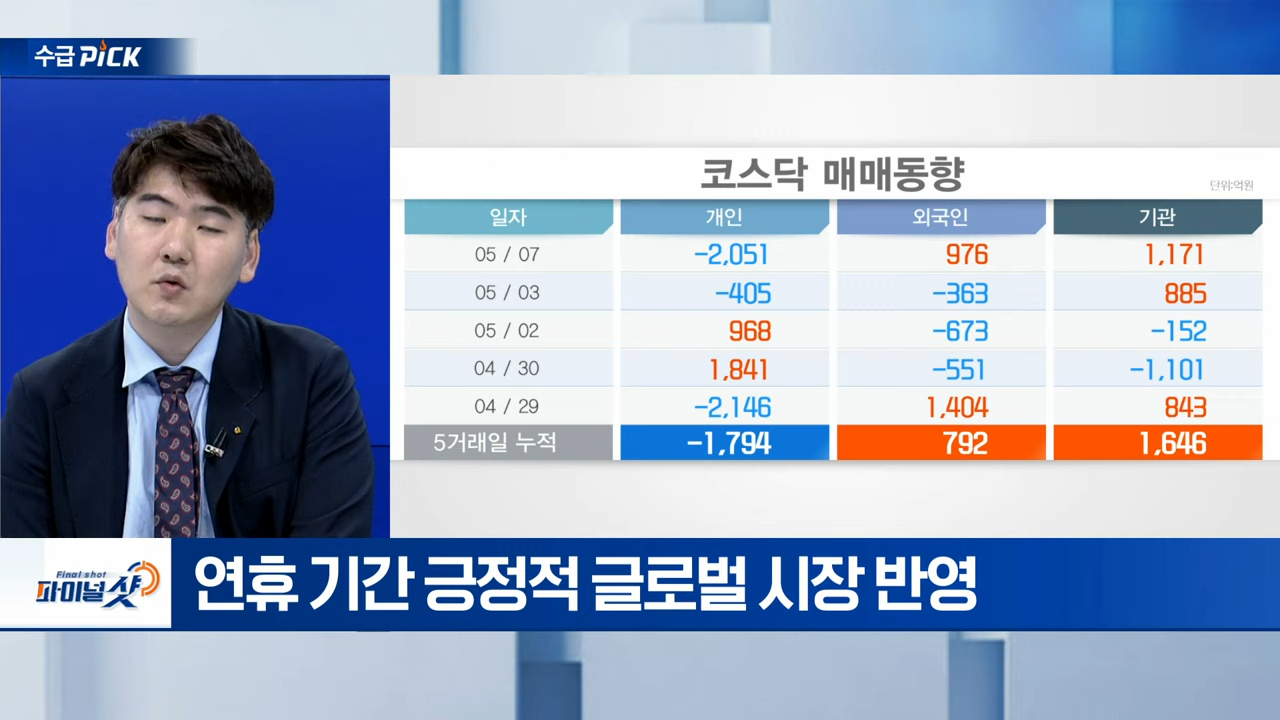 수급 PICK
코스닥 매매동향
단위:억원
일자 개인 외국인 기관
05 / 07 -2,051 976 1,171
05 / 03 -405 -363 885
05 / 02 968 -673 -152
04 / 30 1,841 -551 -1,101
04 / 29 -2,146 1,404 843
5거래일 누적 -1,794 792 1,646
Final shot
파이널샷
연휴 기간 긍정적 글로벌 시장 반영